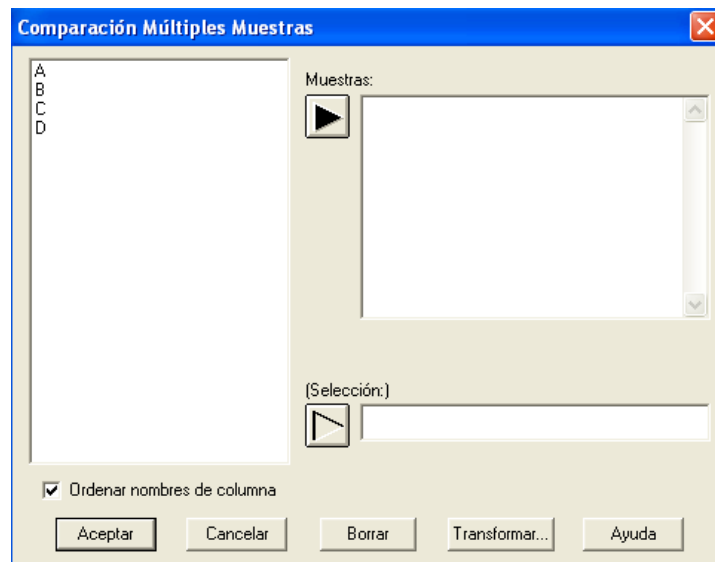 Comparación Múltiples Muestras
A
B
C
D
Muestras:
(Selección:)
Ordenar nombres de columna
Aceptar Cancelar Borrar Transformar... Ayuda